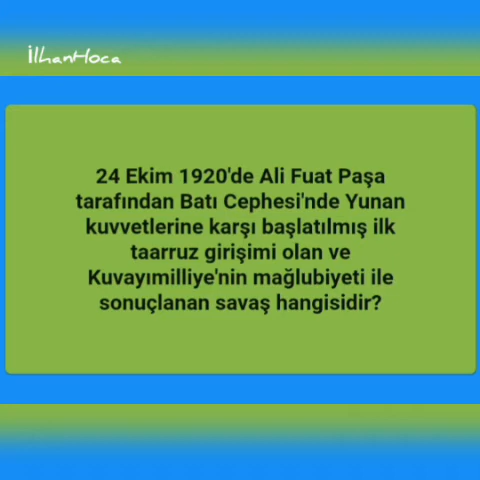 İlhanHoca
24 Ekim 1920'de Ali Fuat Paşa
tarafından Batı Cephesi'nde Yunan
kuvvetlerine karşı başlatılmış ilk
taarruz girişimi olan ve
Kuvayımilliye'nin mağlubiyeti ile
sonuçlanan savaş hangisidir?